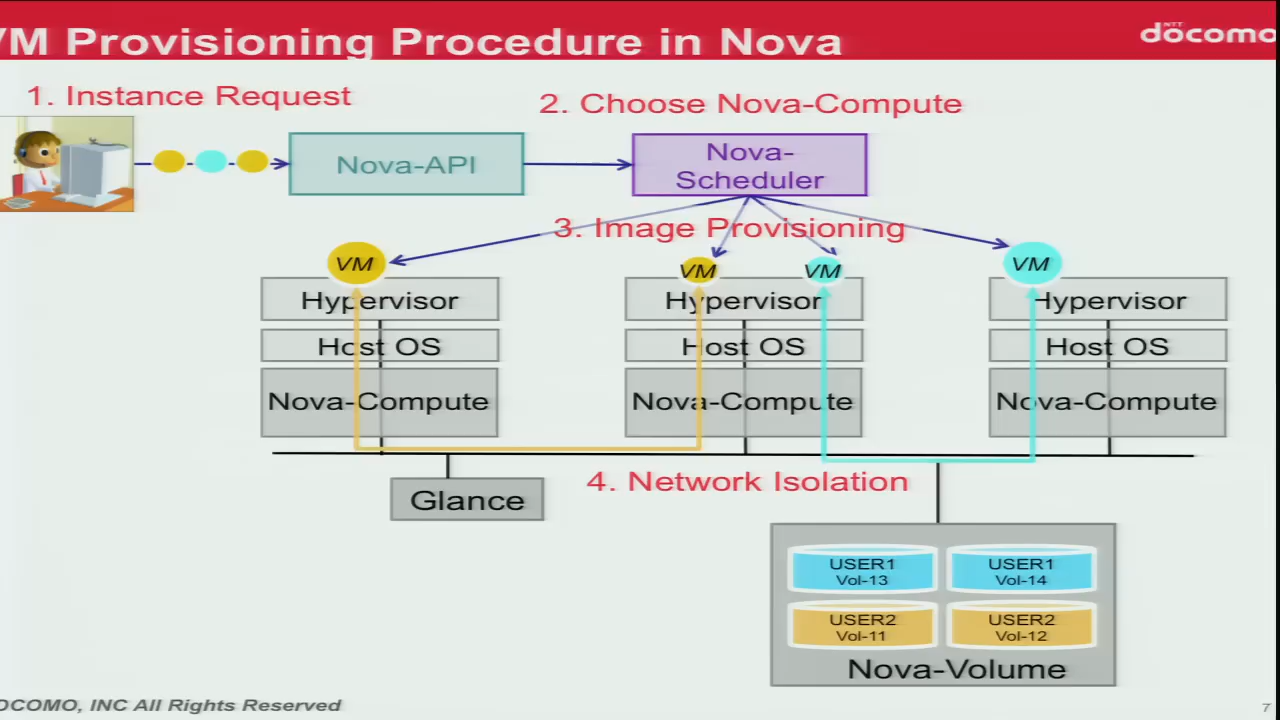 VM Provisioning Procedure in Nova
NTT
docomo
1. Instance Request
2. Choose Nova-Compute
Nova-API
Nova-
Scheduler
3. Image Provisioning
VM
VM
VM
VM
Hypervisor
Hypervisor
Hypervisor
Host OS
Host OS
Host OS
Nova-Compute
Nova-Compute
Nova-Compute
4. Network Isolation
Glance
USER1
Vol-13
USER1
Vol-14
USER2
Vol-11
USER2
Vol-12
Nova-Volume
OCOMO, INC All Rights Reserved
7